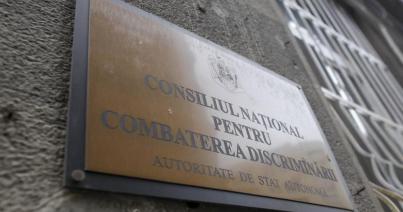 CONSILIUL NAȚIONAL
PENTRU
COMBATEREA DISCRIMINĂRII
AUTORITATE DE STAT AUTONOMĂ